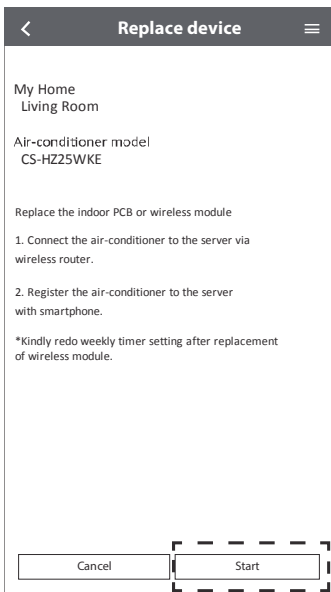 Replace device
My Home
Living Room
Air-conditioner model
CS-HZ25WKE
Replace the indoor PCB or wireless module
1. Connect the air-conditioner to the server via
wireless router.
2. Register the air-conditioner to the server
with smartphone.
*Kindly redo weekly timer setting after replacement
of wireless module.
Cancel
Start